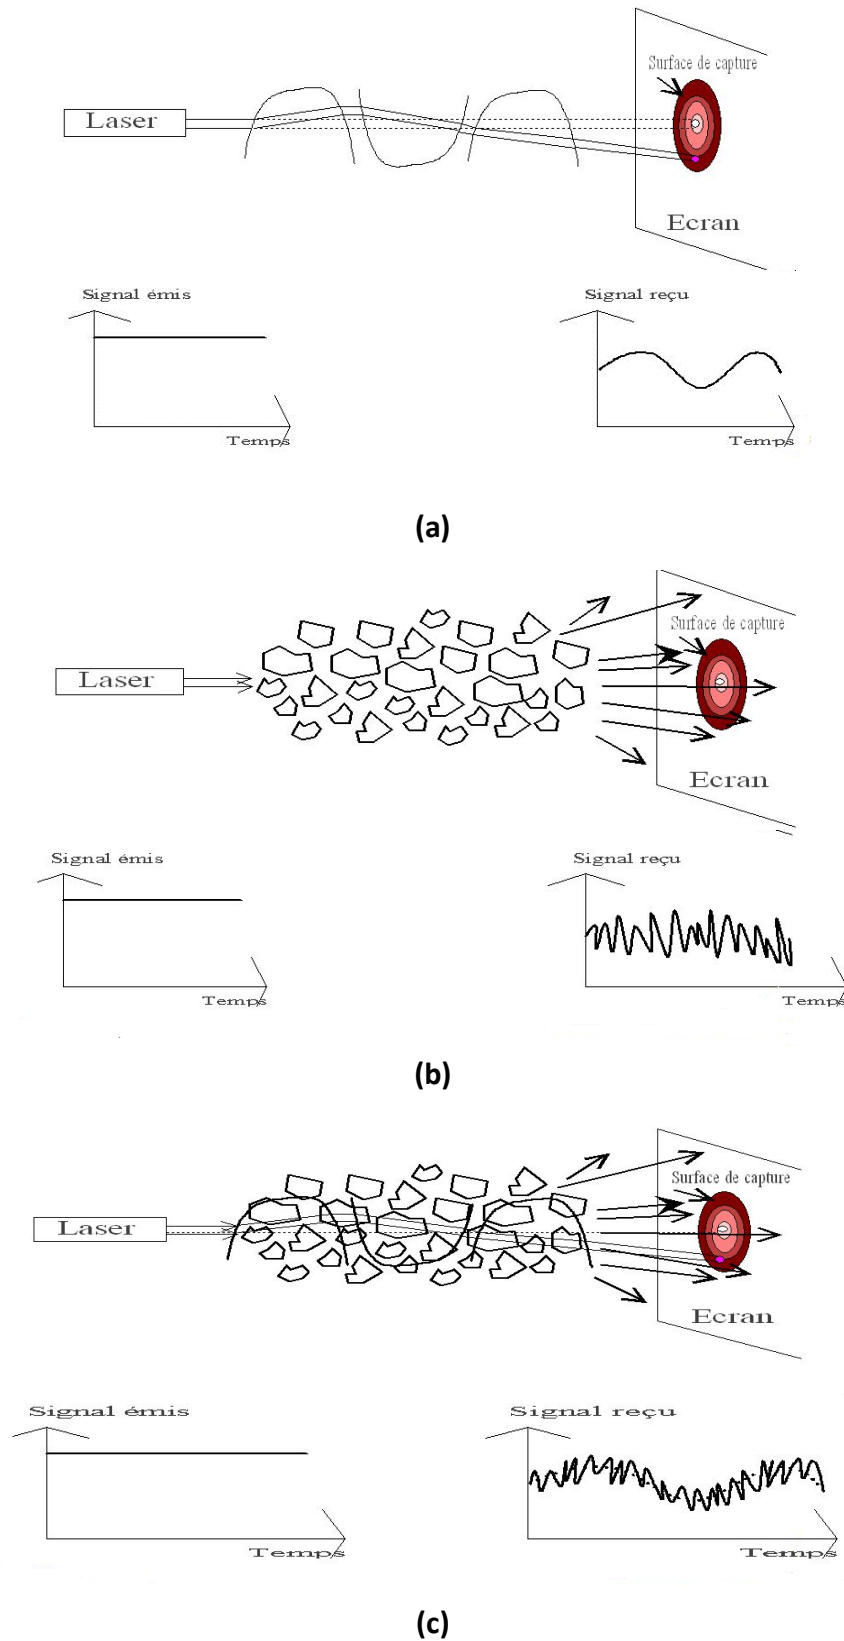 Surface de capture
Laser
Ecran
Signal émis
Signal reçu
Temps
Temps
(a)
Surface de capture
Laser
Ecran
Signal émis
Signal reçu
Temps
Temps
(b)
Surface de capture
Laser
Ecran
Signal émis
Signal reçu
Temps
Temps
(c)